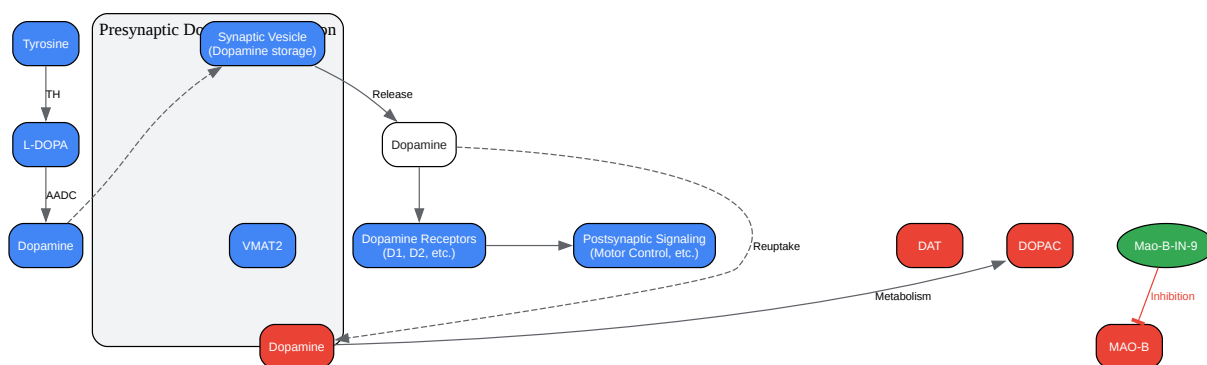 Presynaptic Do
on
Tyrosine
Synaptic Vesicle
(Dopamine storage)
TH
Release
L-DOPA
Dopamine
AADC
Dopamine
VMAT2
Dopamine Receptors
(D1, D2, etc.)
Postsynaptic Signaling
(Motor Control, etc.)
Reuptake
DAT
DOPAC
Mao-B-IN-9
Metabolism
Inhibition
Dopamine
MAO-B